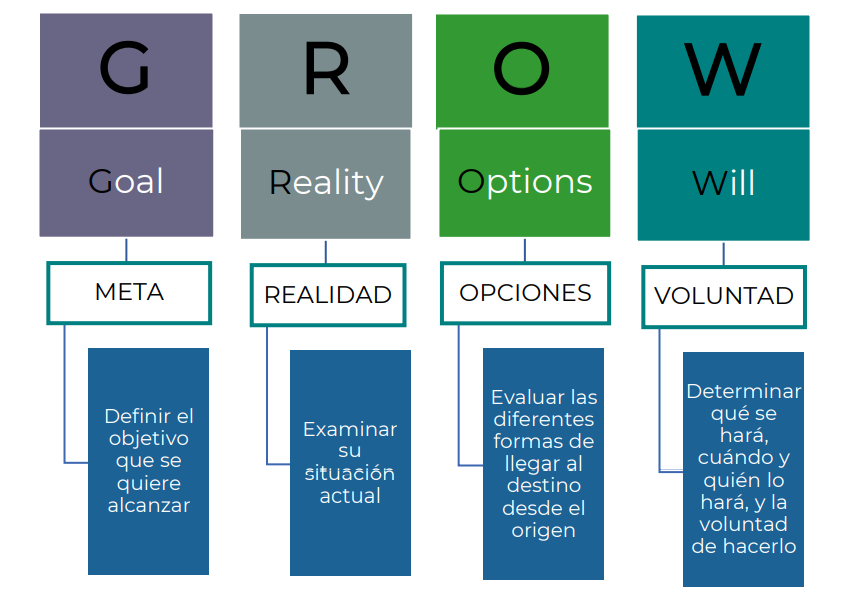 G
Goal
META
Definir el
objetivo
que se
quiere
alcanzar
R
Reality
REALIDAD
Examinar
su
situación
actual
O
Options
OPCIONES
Evaluar las
diferentes
formas de
llegar al
destino
desde el
origen
W
Will
VOLUNTAD
Determinar
qué se
hará,
cuándo y
quién lo
hará, y la
voluntad
de hacerlo